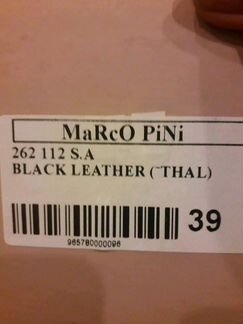 MaRcO PiNi
262 112 S.A
BLACK LEATHER (~THAL)
39
965780000096